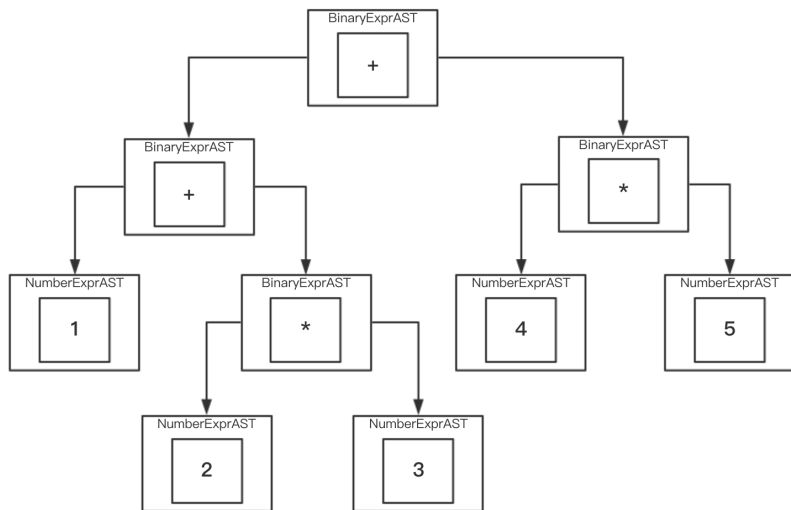 BinaryExprAST
+
BinaryExprAST
+
BinaryExprAST
*
NumberExprAST
1
BinaryExprAST
*
NumberExprAST
4
NumberExprAST
5
NumberExprAST
2
NumberExprAST
3